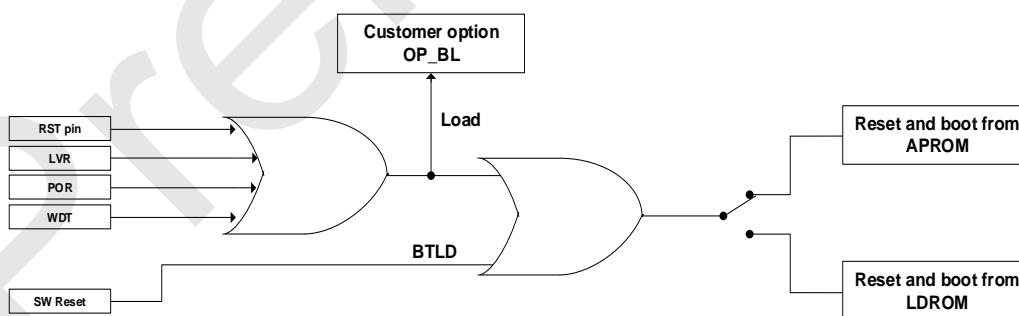 Customer option
OP_BL
Load
RST pin
LVR
POR
WDT
BTLD
SW Reset
Reset and boot from
APROM
Reset and boot from
LDROM